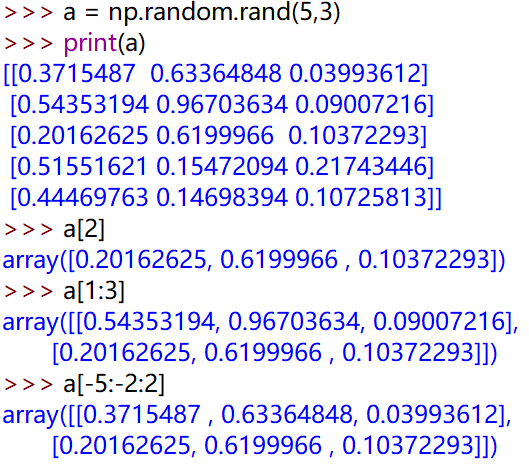 >>> a = np.random.rand(5,3)
>>> print(a)
[[0.3715487  0.63364848 0.03993612]
 [0.54353194 0.96703634 0.09007216]
 [0.20162625 0.6199966  0.10372293]
 [0.51551621 0.15472094 0.21743446]
 [0.44469763 0.14698394 0.10725813]]
>>> a[2]
array([0.20162625, 0.6199966 , 0.10372293])
>>> a[1:3]
array([[0.54353194, 0.96703634, 0.09007216],
       [0.20162625, 0.6199966 , 0.10372293]])
>>> a[-5:-2:2]
array([[0.3715487 , 0.63364848, 0.03993612],
       [0.20162625, 0.6199966 , 0.10372293]])